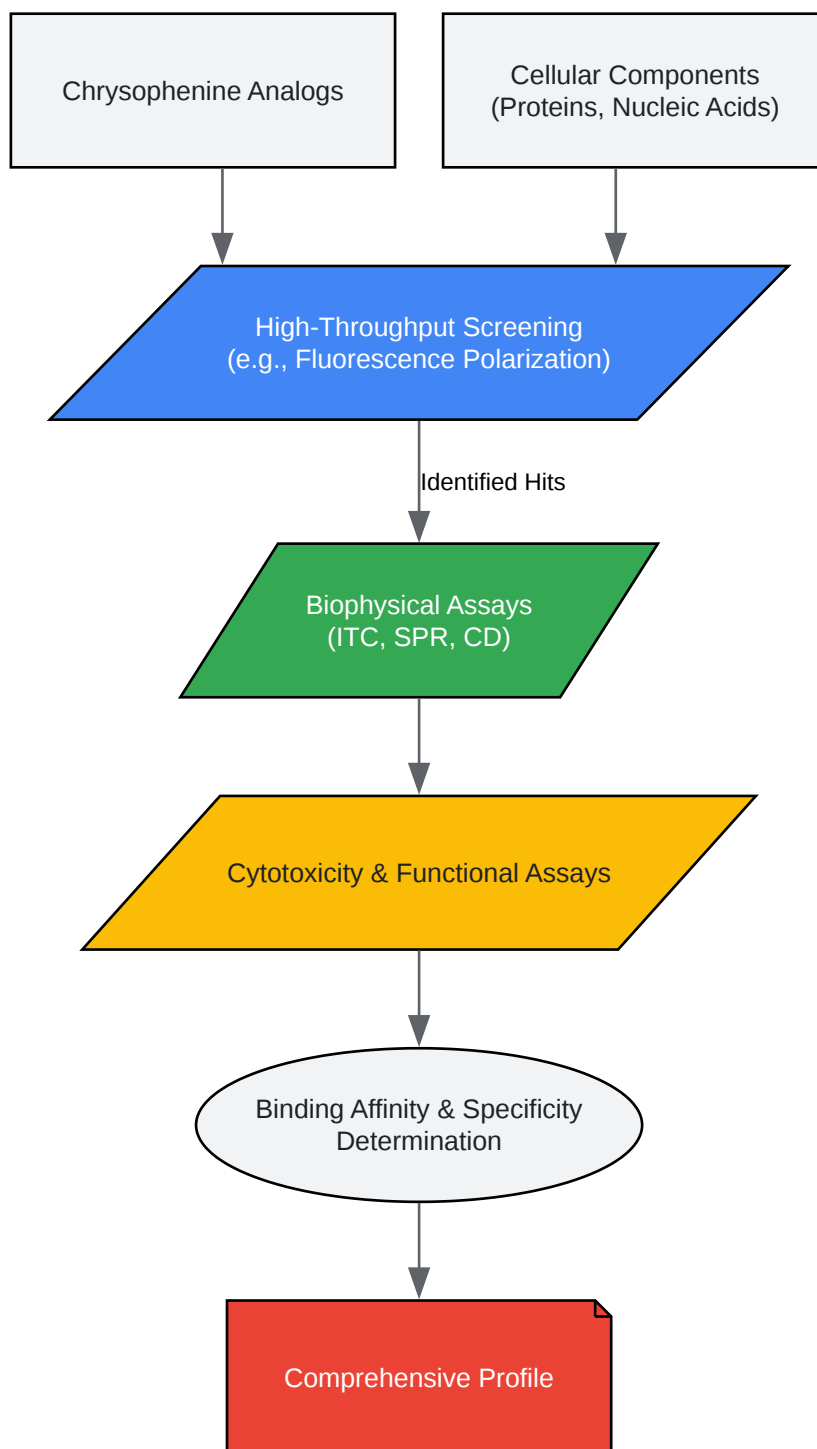 Chrysophenine Analogs
Cellular Components
(Proteins, Nucleic Acids)
High-Throughput Screening
(e.g., Fluorescence Polarization)
Identified Hits
Biophysical Assays
(ITC, SPR, CD)
Cytotoxicity & Functional Assays
Binding Affinity & Specificity
Determination
Comprehensive Profile